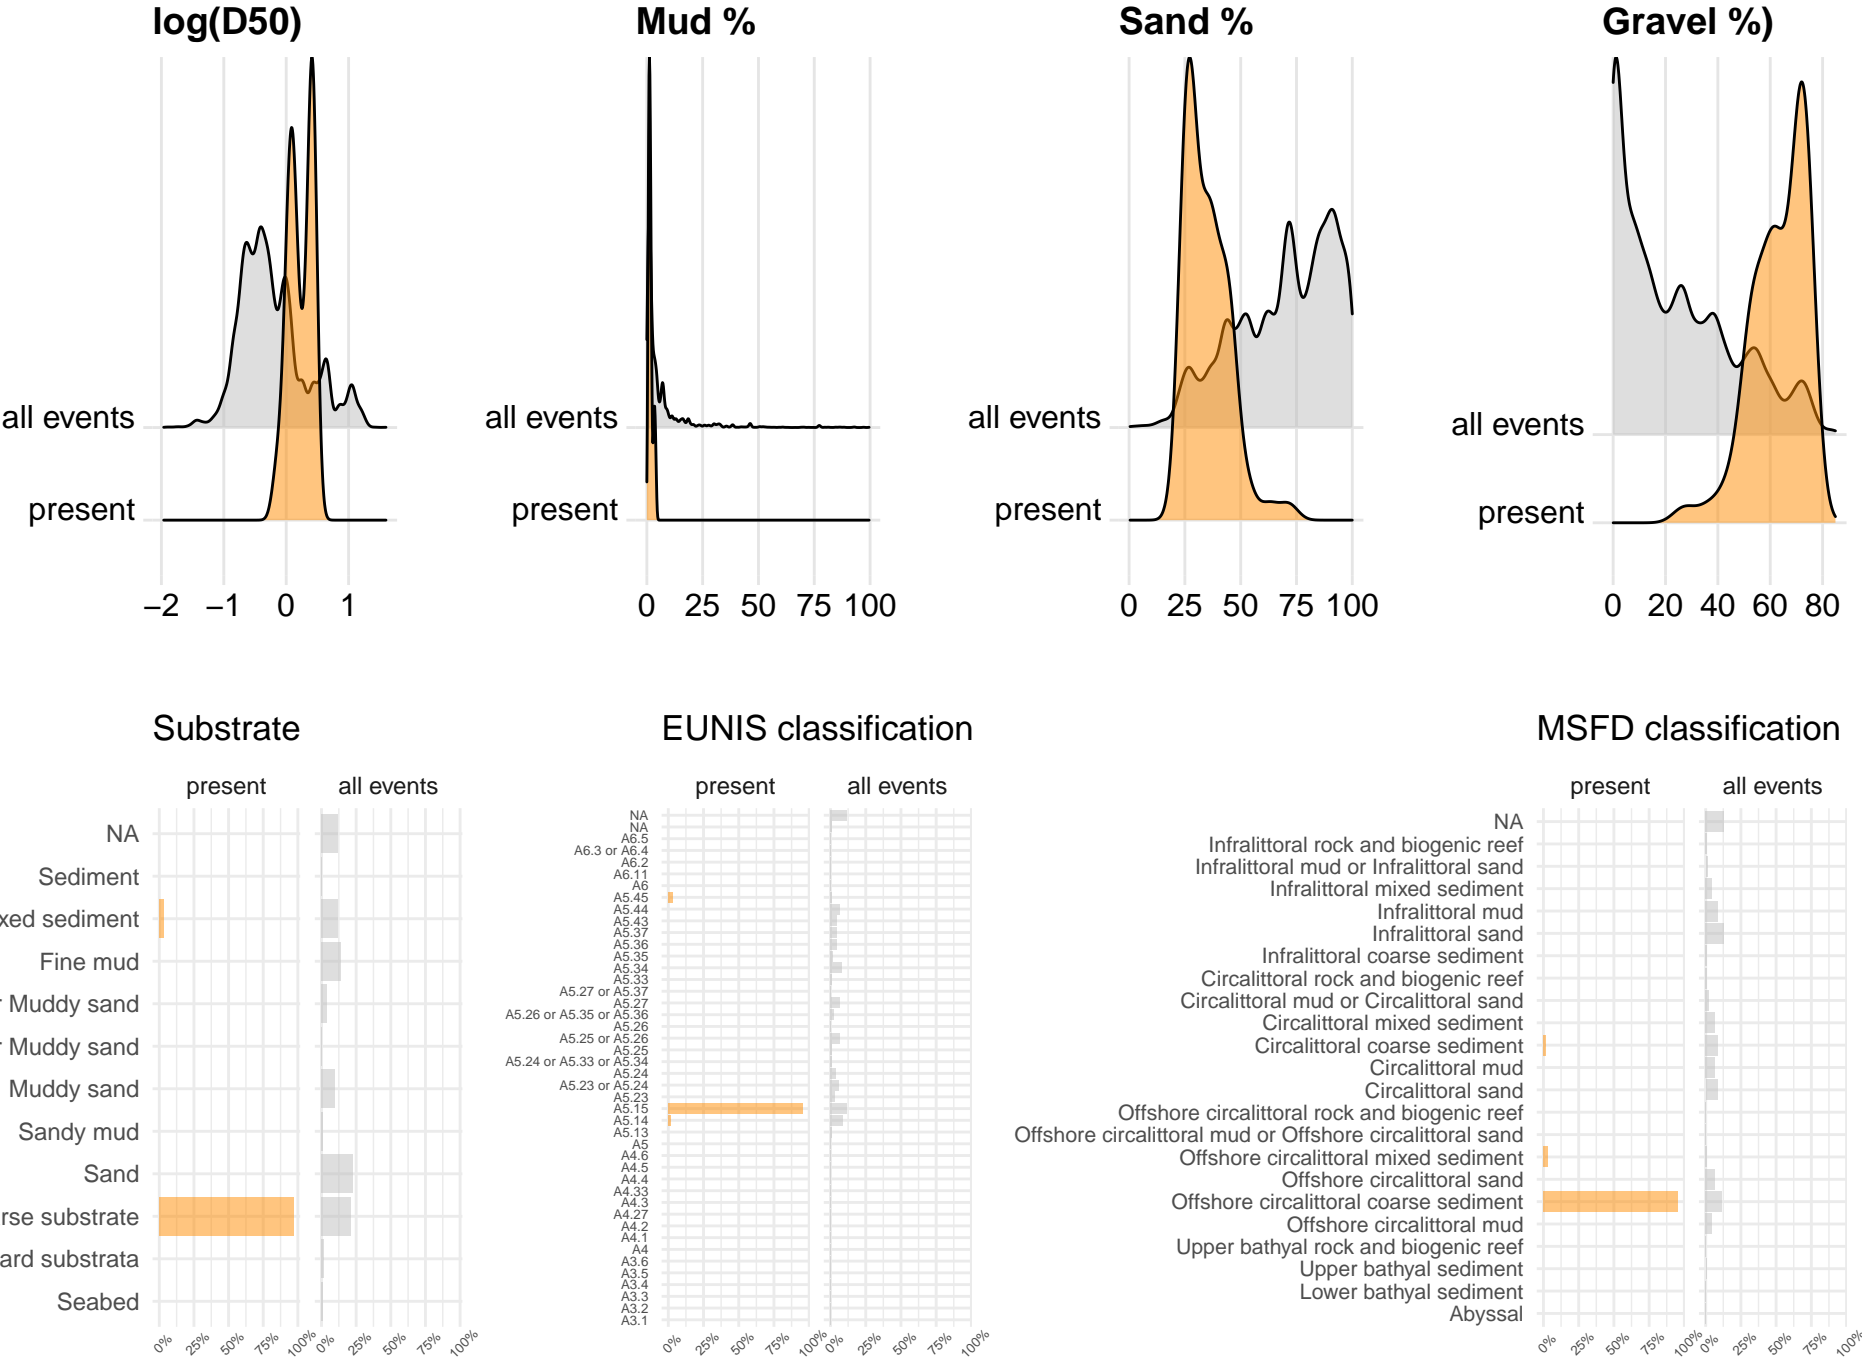 log(D50)
Mud %
Sand %
Gravel %)
all events
present
−2 −1 0 1
all events
present
0 25 50 75 100
all events
present
0 25 50 75 100
all events
present
0 20 40 60 80
Substrate
present all events
NA
Sediment
xed sediment
Fine mud
r Muddy sand
r Muddy sand
Muddy sand
Sandy mud
Sand
rse substrate
ard substrata
Seabed
0% 25% 50% 75% 100% 0% 25% 50% 75% 100%
EUNIS classification
present all events
NA
NA
A6.5
A6.3 or A6.4
A6.2
A6.11
A6
A5.45
A5.44
A5.43
A5.37
A5.36
A5.35
A5.34
A5.33
A5.27 or A5.37
A5.27
A5.26 or A5.35 or A5.36
A5.26
A5.25 or A5.26
A5.25
A5.24 or A5.33 or A5.34
A5.24
A5.23 or A5.24
A5.23
A5.15
A5.14
A5.13
A5
A4.6
A4.5
A4.4
A4.33
A4.3
A4.27
A4.2
A4.1
A4
A3.6
A3.5
A3.4
A3.3
A3.2
A3.1
0% 25% 50% 75% 100% 0% 25% 50% 75% 100%
MSFD classification
present all events
NA
Infralittoral rock and biogenic reef
Infralittoral mud or Infralittoral sand
Infralittoral mixed sediment
Infralittoral mud
Infralittoral sand
Infralittoral coarse sediment
Circalittoral rock and biogenic reef
Circalittoral mud or Circalittoral sand
Circalittoral mixed sediment
Circalittoral coarse sediment
Circalittoral mud
Circalittoral sand
Offshore circalittoral rock and biogenic reef
Offshore circalittoral mud or Offshore circalittoral sand
Offshore circalittoral mixed sediment
Offshore circalittoral sand
Offshore circalittoral coarse sediment
Offshore circalittoral mud
Upper bathyal rock and biogenic reef
Upper bathyal sediment
Lower bathyal sediment
Abyssal
0% 25% 50% 75% 100% 0% 25% 50% 75% 100%